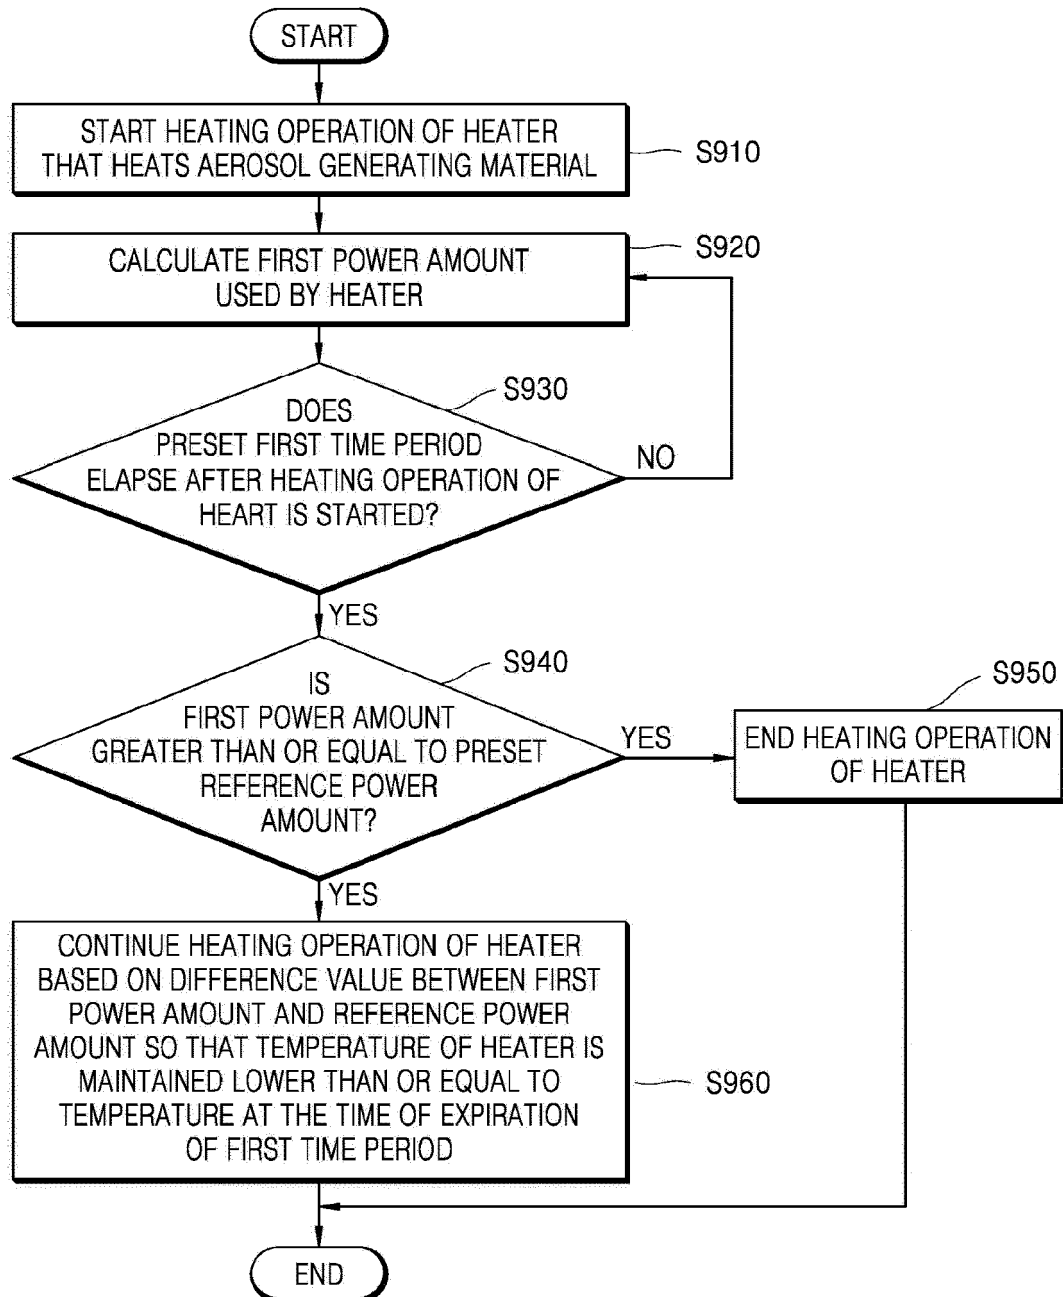 START
START HEATING OPERATION OF HEATER
THAT HEATS AEROSOL GENERATING MATERIAL
S910
CALCULATE FIRST POWER AMOUNT
USED BY HEATER
S920
DOES
PRESET FIRST TIME PERIOD
ELAPSE AFTER HEATING OPERATION OF
HEART IS STARTED?
S930
NO
YES
IS
FIRST POWER AMOUNT
GREATER THAN OR EQUAL TO PRESET
REFERENCE POWER
AMOUNT?
S940
YES
END HEATING OPERATION
OF HEATER
S950
YES
CONTINUE HEATING OPERATION OF HEATER
BASED ON DIFFERENCE VALUE BETWEEN FIRST
POWER AMOUNT AND REFERENCE POWER
AMOUNT SO THAT TEMPERATURE OF HEATER IS
MAINTAINED LOWER THAN OR EQUAL TO
TEMPERATURE AT THE TIME OF EXPIRATION
OF FIRST TIME PERIOD
S960
END